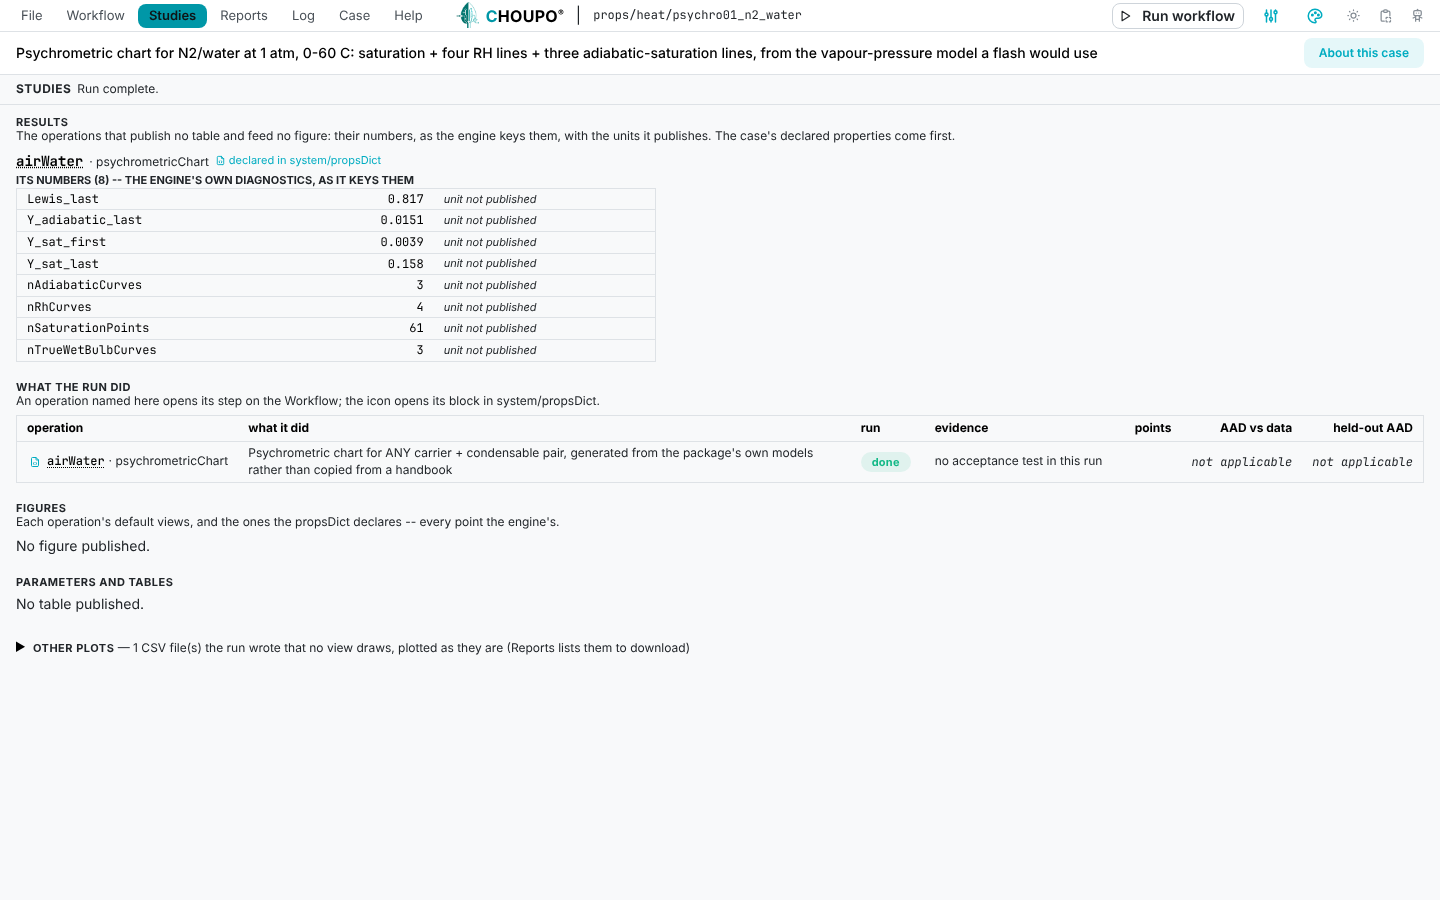 File Workflow Studies Reports Log Case Help CHOUPO® props/heat/psychro01_n2_water Run workflow
Psychrometric chart for N2/water at 1 atm, 0-60 C: saturation + four RH lines + three adiabatic-saturation lines, from the vapour-pressure model a flash would use About this case
STUDIES Run complete.
RESULTS
The operations that publish no table and feed no figure: their numbers, as the engine keys them, with the units it publishes. The case's declared properties come first.
airWater · psychrometricChart declared in system/propsDict
ITS NUMBERS (8) -- THE ENGINE'S OWN DIAGNOSTICS, AS IT KEYS THEM
Lewis_last 0.817 unit not published
Y_adiabatic_last 0.0151 unit not published
Y_sat_first 0.0039 unit not published
Y_sat_last 0.158 unit not published
nAdiabaticCurves 3 unit not published
nRhCurves 4 unit not published
nSaturationPoints 61 unit not published
nTrueWetBulbCurves 3 unit not published
WHAT THE RUN DID
An operation named here opens its step on the Workflow; the icon opens its block in system/propsDict.
operation what it did run evidence points AAD vs data held-out AAD
airWater · psychrometricChart Psychrometric chart for ANY carrier + condensable pair, generated from the package's own models done no acceptance test in this run not applicable not applicable
rather than copied from a handbook
FIGURES
Each operation's default views, and the ones the propsDict declares -- every point the engine's.
No figure published.
PARAMETERS AND TABLES
No table published.
OTHER PLOTS — 1 CSV file(s) the run wrote that no view draws, plotted as they are (Reports lists them to download)